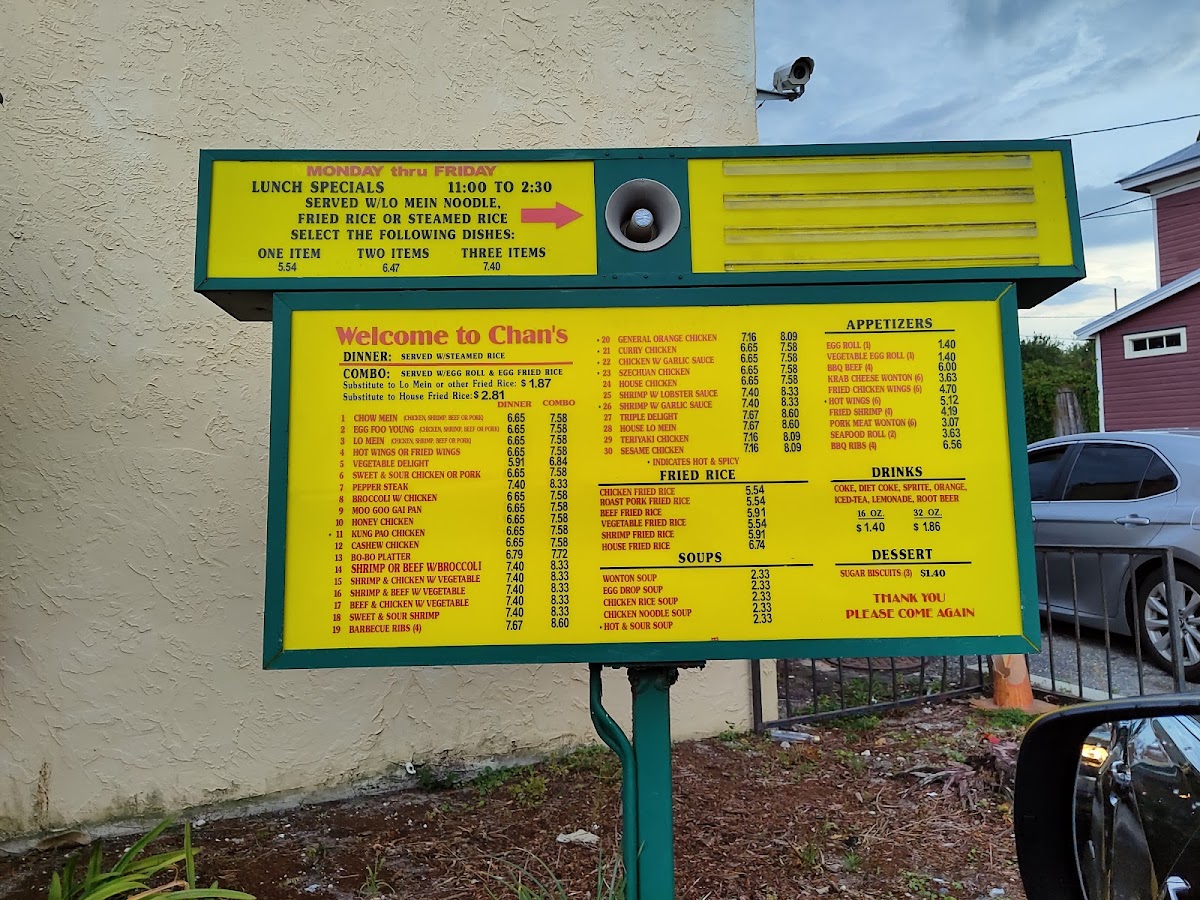 MONDAY thru FRIDAY
LUNCH SPECIALS 11:00 TO 2:30
SERVED W/LO MEIN NOODLE,
FRIED RICE OR STEAMED RICE
SELECT THE FOLLOWING DISHES:
ONE ITEM TWO ITEMS THREE ITEMS
5.54 6.47 7.40
Welcome to Chan's
DINNER: SERVED W/STEAMED RICE
COMBO: SERVED W/EGG ROLL & EGG FRIED RICE
Substitute to Lo Mein or other Fried Rice: $ 1.87
Substitute to House Fried Rice: $ 2.81
DINNER COMBO
1 CHOW MEIN (CHICKEN, SHRIMP, BEEF OR PORK) 6.65 7.58
2 EGG FOO YOUNG (CHICKEN, SHRIMP, BEEF OR PORK) 6.65 7.58
3 LO MEIN (CHICKEN, SHRIMP, BEEF OR PORK) 6.65 7.58
4 HOT WINGS OR FRIED WINGS 6.65 7.58
5 VEGETABLE DELIGHT 5.91 6.84
6 SWEET & SOUR CHICKEN OR PORK 6.65 7.58
7 PEPPER STEAK 7.40 8.33
8 BROCCOLI W/ CHICKEN 6.65 7.58
9 MOO GOO GAI PAN 6.65 7.58
10 HONEY CHICKEN 6.65 7.58
• 11 KUNG PAO CHICKEN 6.65 7.58
12 CASHEW CHICKEN 6.65 7.58
13 BO-BO PLATTER 6.79 7.72
14 SHRIMP OR BEEF W/BROCCOLI 7.40 8.33
15 SHRIMP & CHICKEN W/ VEGETABLE 7.40 8.33
16 SHRIMP & BEEF W/ VEGETABLE 7.40 8.33
17 BEEF & CHICKEN W/ VEGETABLE 7.40 8.33
18 SWEET & SOUR SHRIMP 7.40 8.33
19 BARBECUE RIBS (4) 7.67 8.60
• 20 GENERAL ORANGE CHICKEN 7.16 8.09
• 21 CURRY CHICKEN 6.65 7.58
• 22 CHICKEN W/ GARLIC SAUCE 6.65 7.58
• 23 SZECHUAN CHICKEN 6.65 7.58
24 HOUSE CHICKEN 6.65 7.58
25 SHRIMP W/ LOBSTER SAUCE 7.40 8.33
• 26 SHRIMP W/ GARLIC SAUCE 7.40 8.33
27 TRIPLE DELIGHT 7.67 8.60
28 HOUSE LO MEIN 7.67 8.60
29 TERIYAKI CHICKEN 7.16 8.09
30 SESAME CHICKEN 7.16 8.09
• INDICATES HOT & SPICY
FRIED RICE
CHICKEN FRIED RICE 5.54
ROAST PORK FRIED RICE 5.54
BEEF FRIED RICE 5.91
VEGETABLE FRIED RICE 5.54
SHRIMP FRIED RICE 5.91
HOUSE FRIED RICE 6.74
SOUPS
WONTON SOUP 2.33
EGG DROP SOUP 2.33
CHICKEN RICE SOUP 2.33
CHICKEN NOODLE SOUP 2.33
• HOT & SOUR SOUP 2.33
APPETIZERS
EGG ROLL (1) 1.40
VEGETABLE EGG ROLL (1) 1.40
BBQ BEEF (4) 6.00
KRAB CHEESE WONTON (6) 3.63
FRIED CHICKEN WINGS (6) 4.70
• HOT WINGS (6) 5.12
FRIED SHRIMP (4) 4.19
PORK MEAT WONTON (6) 3.07
SEAFOOD ROLL (2) 3.63
BBQ RIBS (4) 6.56
DRINKS
COKE, DIET COKE, SPRITE, ORANGE,
ICED-TEA, LEMONADE, ROOT BEER
16 OZ. 32 OZ.
$ 1.40 $ 1.86
DESSERT
SUGAR BISCUITS (3) $1.40
THANK YOU
PLEASE COME AGAIN